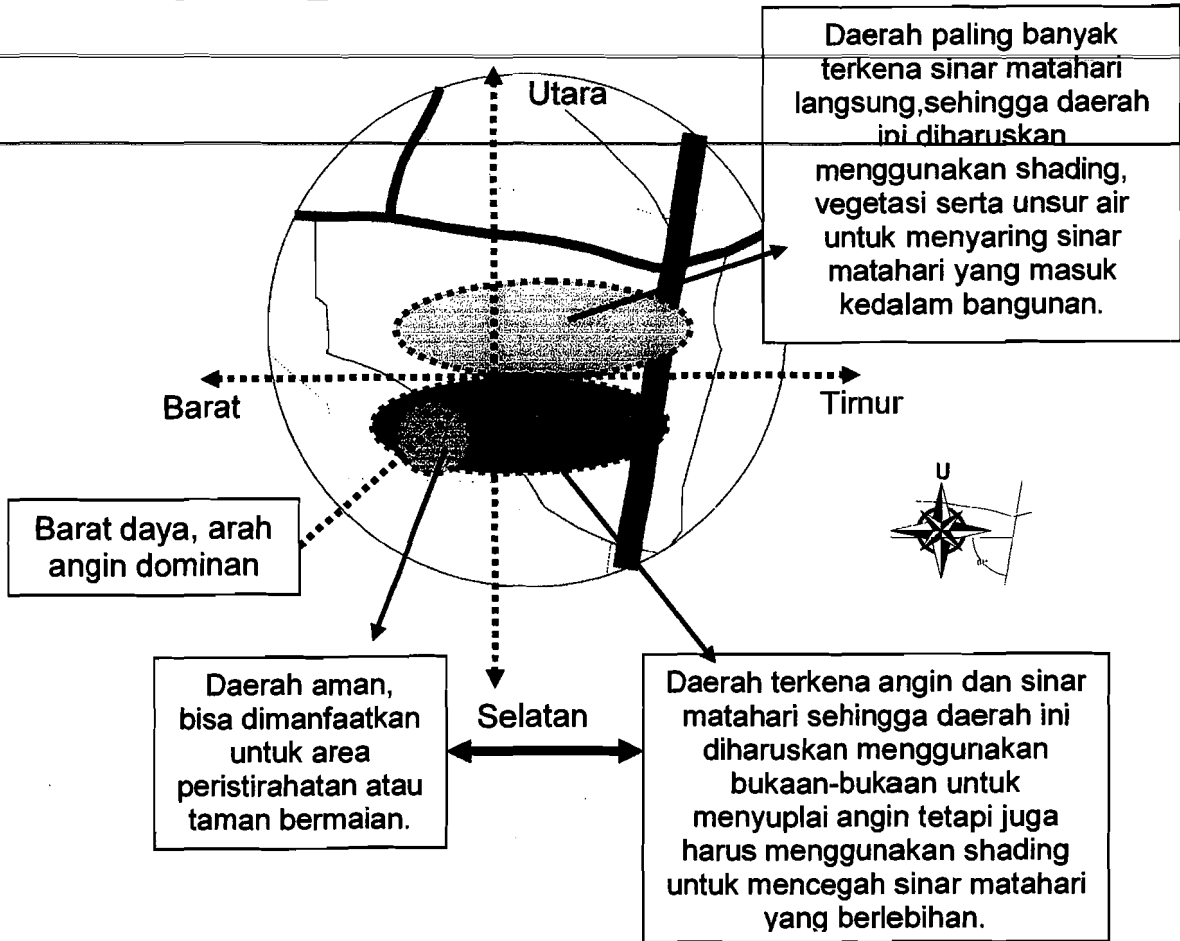 Daerah paling banyak
terkena sinar matahari
langsung,sehingga daerah
ini diharuskan
menggunakan shading,
vegetasi serta unsur air
untuk menyaring sinar
matahari yang masuk
kedalam bangunan.
Utara
Barat
Timur
U
Barat daya, arah
angin dominan
Daerah aman,
bisa dimanfaatkan
untuk area
peristirahatan atau
taman bermaian.
Selatan
Daerah terkena angin dan sinar
matahari sehingga daerah ini
diharuskan menggunakan
bukaan-bukaan untuk
menyuplai angin tetapi juga
harus menggunakan shading
untuk mencegah sinar matahari
yang berlebihan.